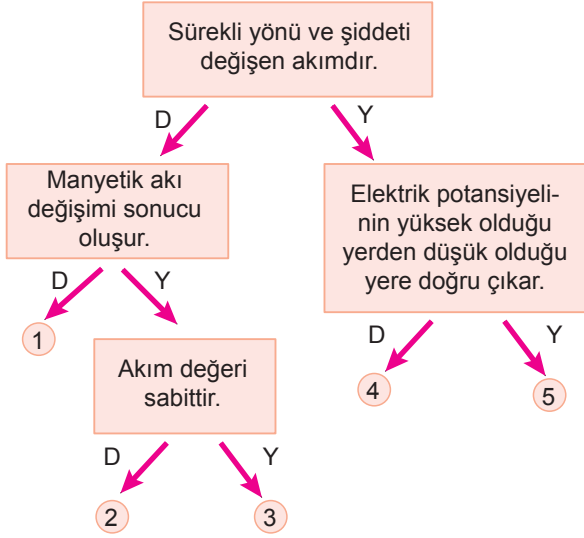 Sürekli yönü ve şiddeti
değişen akımdır.
D
Y
Manyetik akı
değişimi sonucu
oluşur.
Elektrik potansiyeli-
nin yüksek olduğu
yerden düşük olduğu
yere doğru çıkar.
D
Y
1
Akım değeri
sabittir.
D
Y
4
5
D
Y
2
3